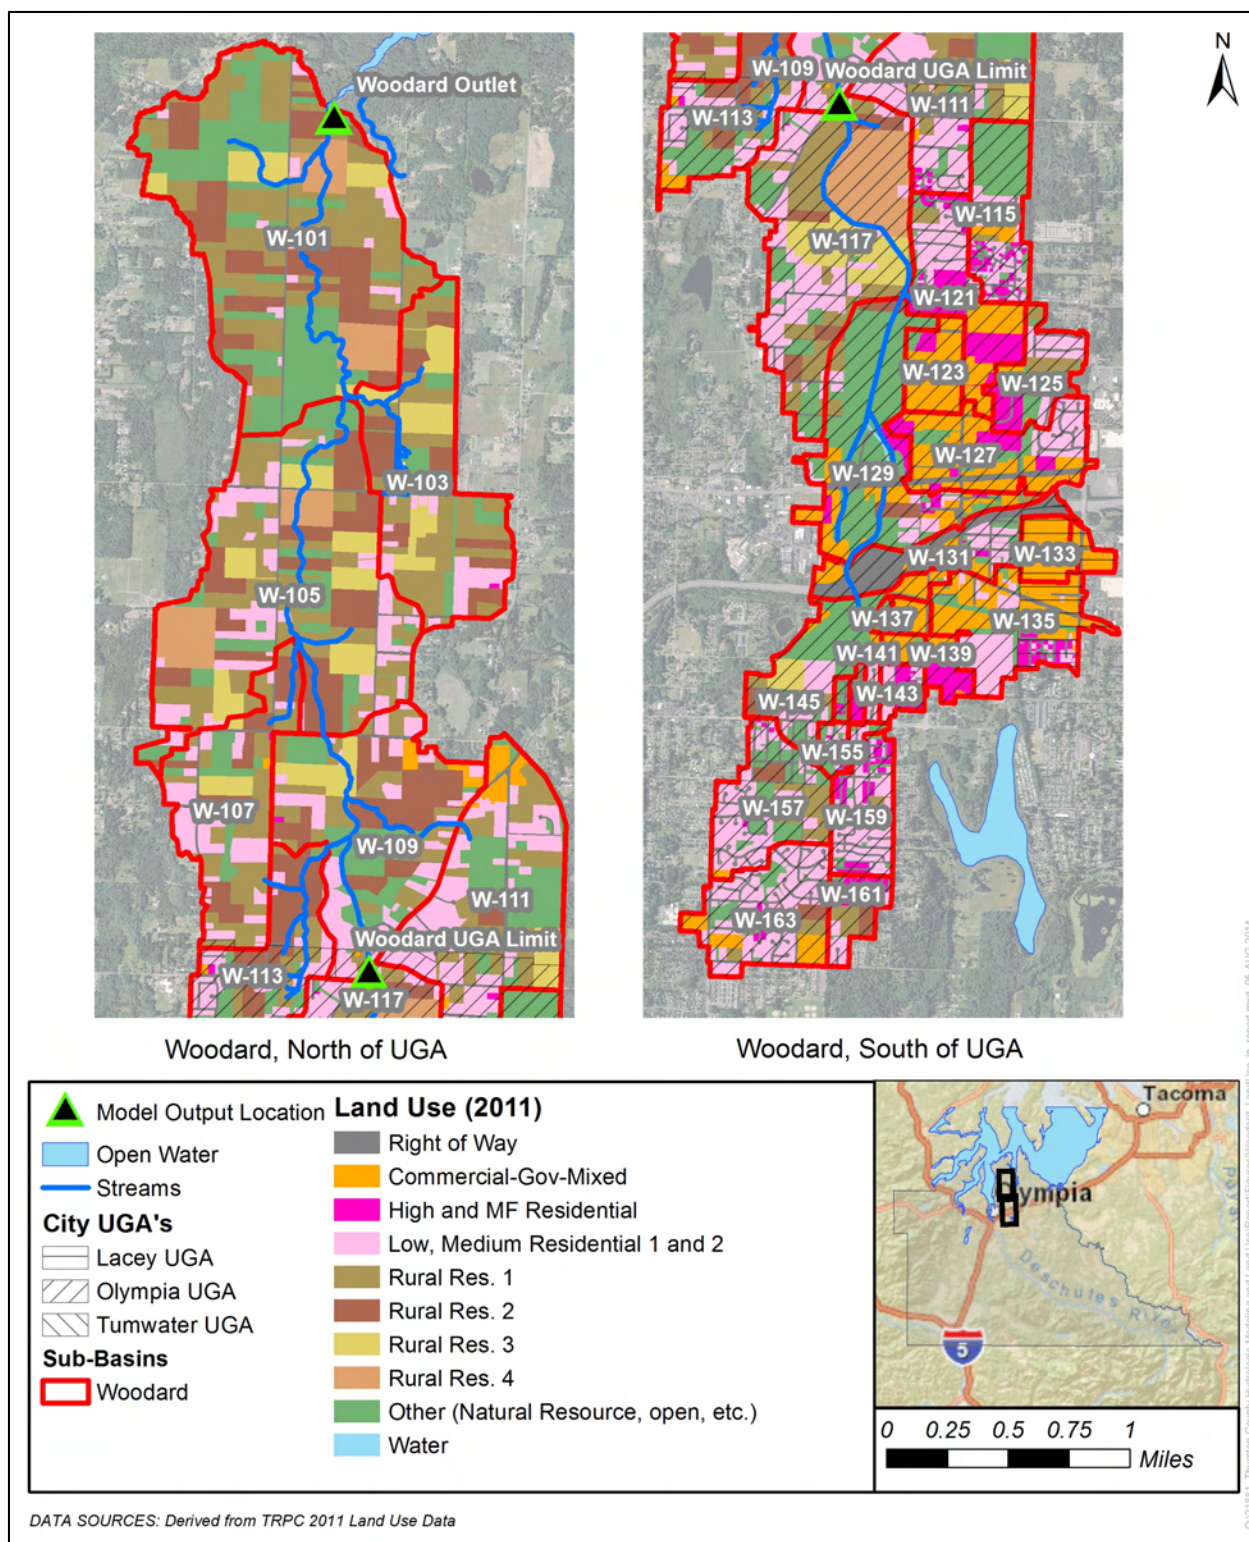 Woodard Outlet
W-101
W-103
W-105
W-107
W-109
W-111
Woodard UGA Limit
W-113
W-117
Woodard, North of UGA
N
W-109
Woodard UGA Limit
W-111
W-113
W-115
W-117
W-121
W-123
W-125
W-127
W-129
W-131
W-133
W-137
W-135
W-141
W-139
W-143
W-145
W-155
W-157
W-159
W-161
W-163
Woodard, South of UGA
Model Output Location
Open Water
Streams
City UGA's
Lacey UGA
Olympia UGA
Tumwater UGA
Sub-Basins
Woodard
Land Use (2011)
Right of Way
Commercial-Gov-Mixed
High and MF Residential
Low, Medium Residential 1 and 2
Rural Res. 1
Rural Res. 2
Rural Res. 3
Rural Res. 4
Other (Natural Resource, open, etc.)
Water
Tacoma
Deschutes River
5
0 0.25 0.5 0.75 1
Miles
DATA SOURCES: Derived from TRPC 2011 Land Use Data